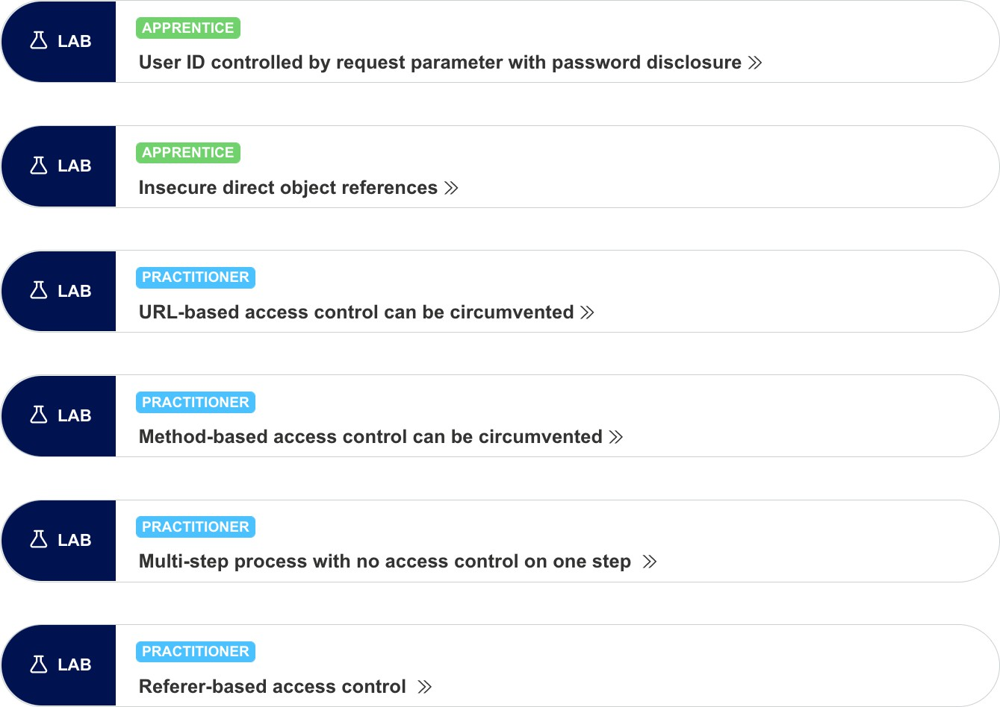 LAB
APPRENTICE
User ID controlled by request parameter with password disclosure
LAB
APPRENTICE
Insecure direct object references
LAB
PRACTITIONER
URL-based access control can be circumvented
LAB
PRACTITIONER
Method-based access control can be circumvented
LAB
PRACTITIONER
Multi-step process with no access control on one step
LAB
PRACTITIONER
Referer-based access control